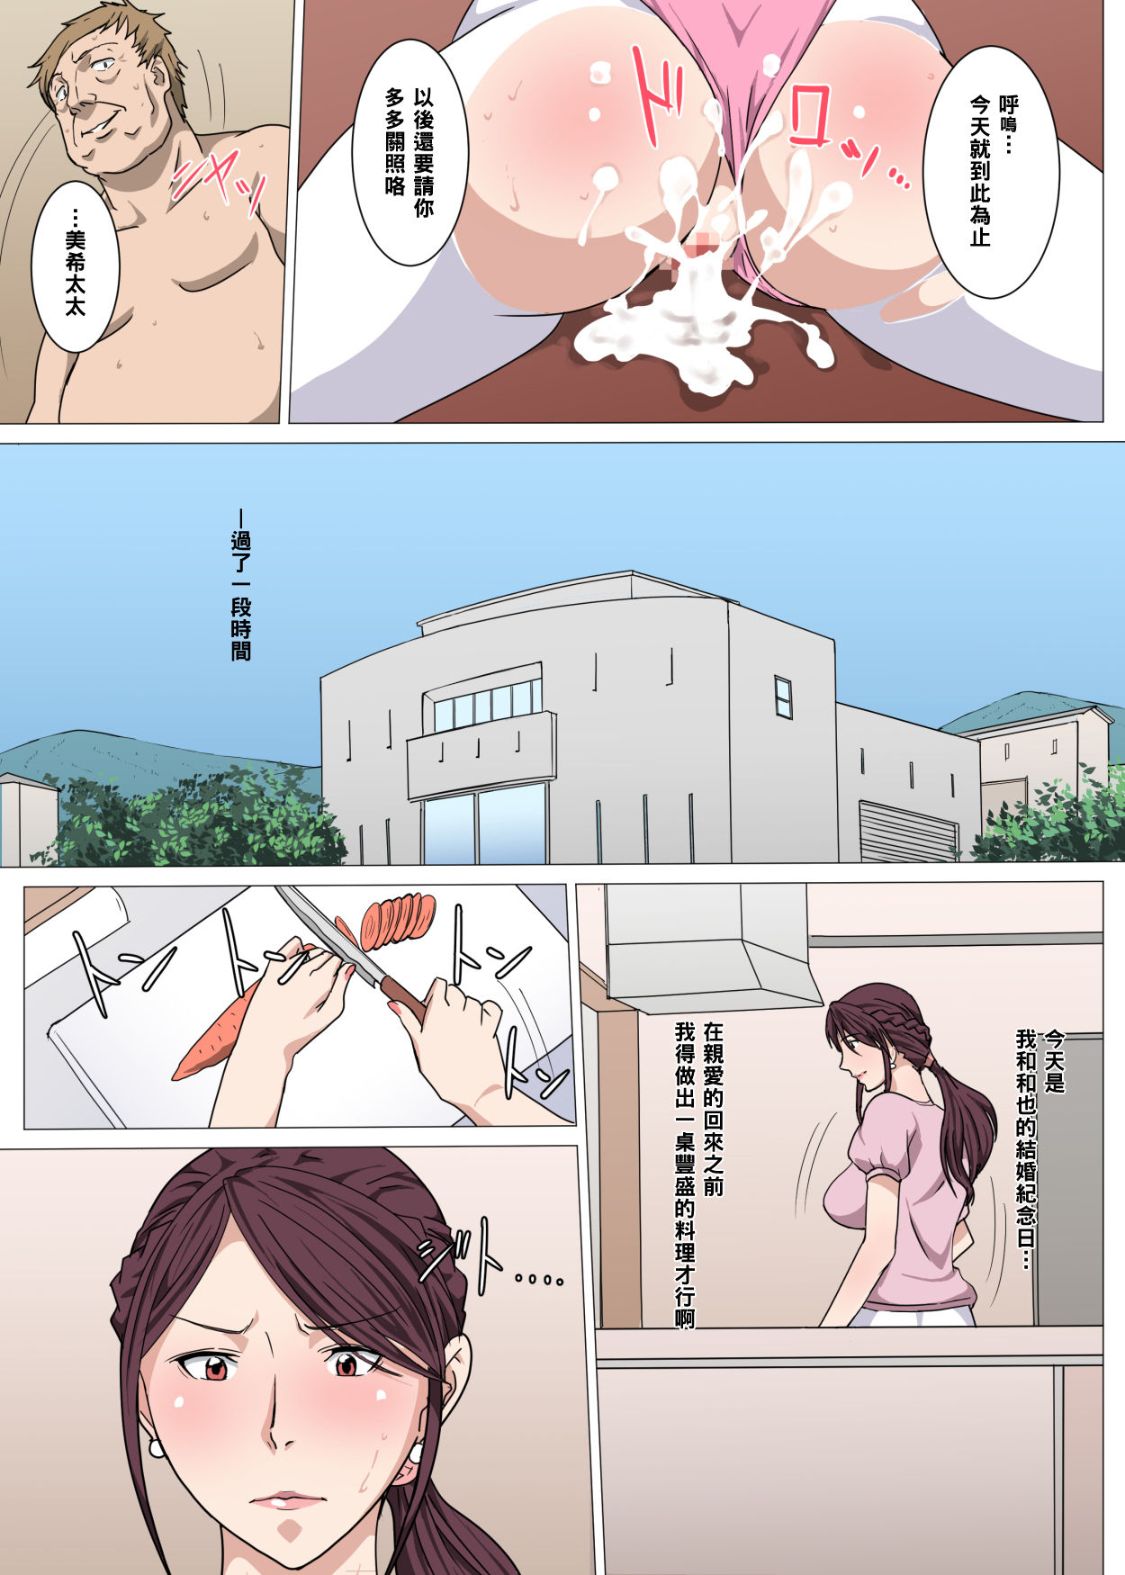 呼嗚…
今天就到此為止
ドロッ…
以後還要請你
多多關照咯
ニヤッ
…美希太太
—過了一段時間
今天是
我和和也的結婚紀念日…
在親愛的回來之前
我得做出一桌豐盛的料理才行啊
トン
トン
トン
ジットッ....